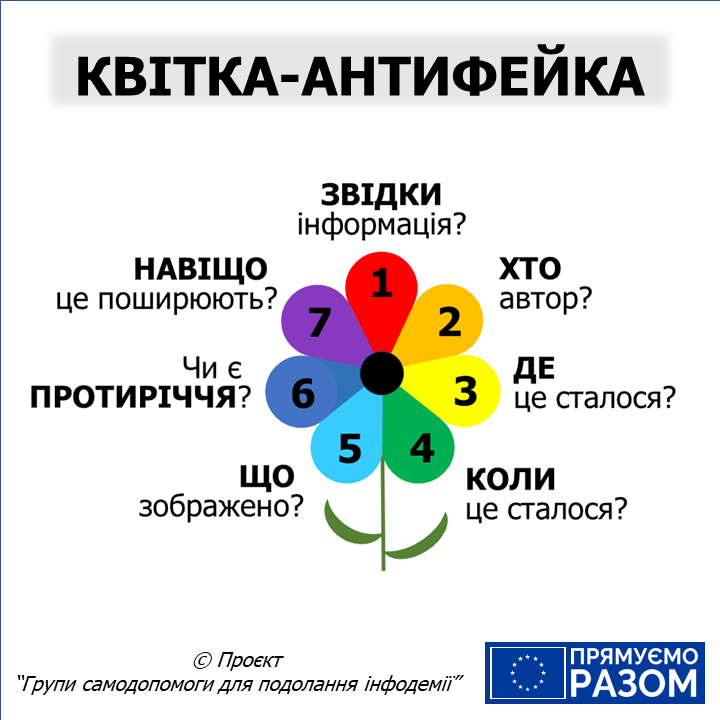 КВІТКА-АНТИФЕЙКА
ЗВІДКИ
інформація?
1
ХТО
автор?
2
ДЕ
це сталося?
3
КОЛИ
це сталося?
4
ЩО
зображено?
5
Чи є
ПРОТИРІЧЧЯ?
6
НАВІЩО
це поширюють?
7
© Проєкт
“Групи самодопомоги для подолання інфодемії”
ПРЯМУЄМО
РАЗОМ